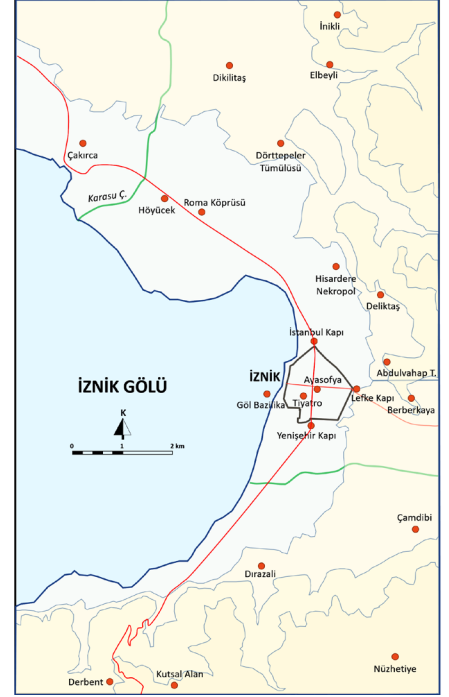 İnikli
Dikilitaş
Elbeyli
Çakırca
Dörttepeler
Tümülüsü
Karasu Ç.
Höyücek
Roma Köprüsü
Hisardere
Nekropol
Deliktaş
İstanbul Kapı
Abdulvahap T.
İZNİK
Ayasofya
İZNİK GÖLÜ
Göl Bazilika
Tiyatro
Lefke Kapı
Berberkaya
K
Yenişehir Kapı
0 1 2 km
Çamdibi
Dırazali
Nüzhetiye
Derbent
Kutsal Alan